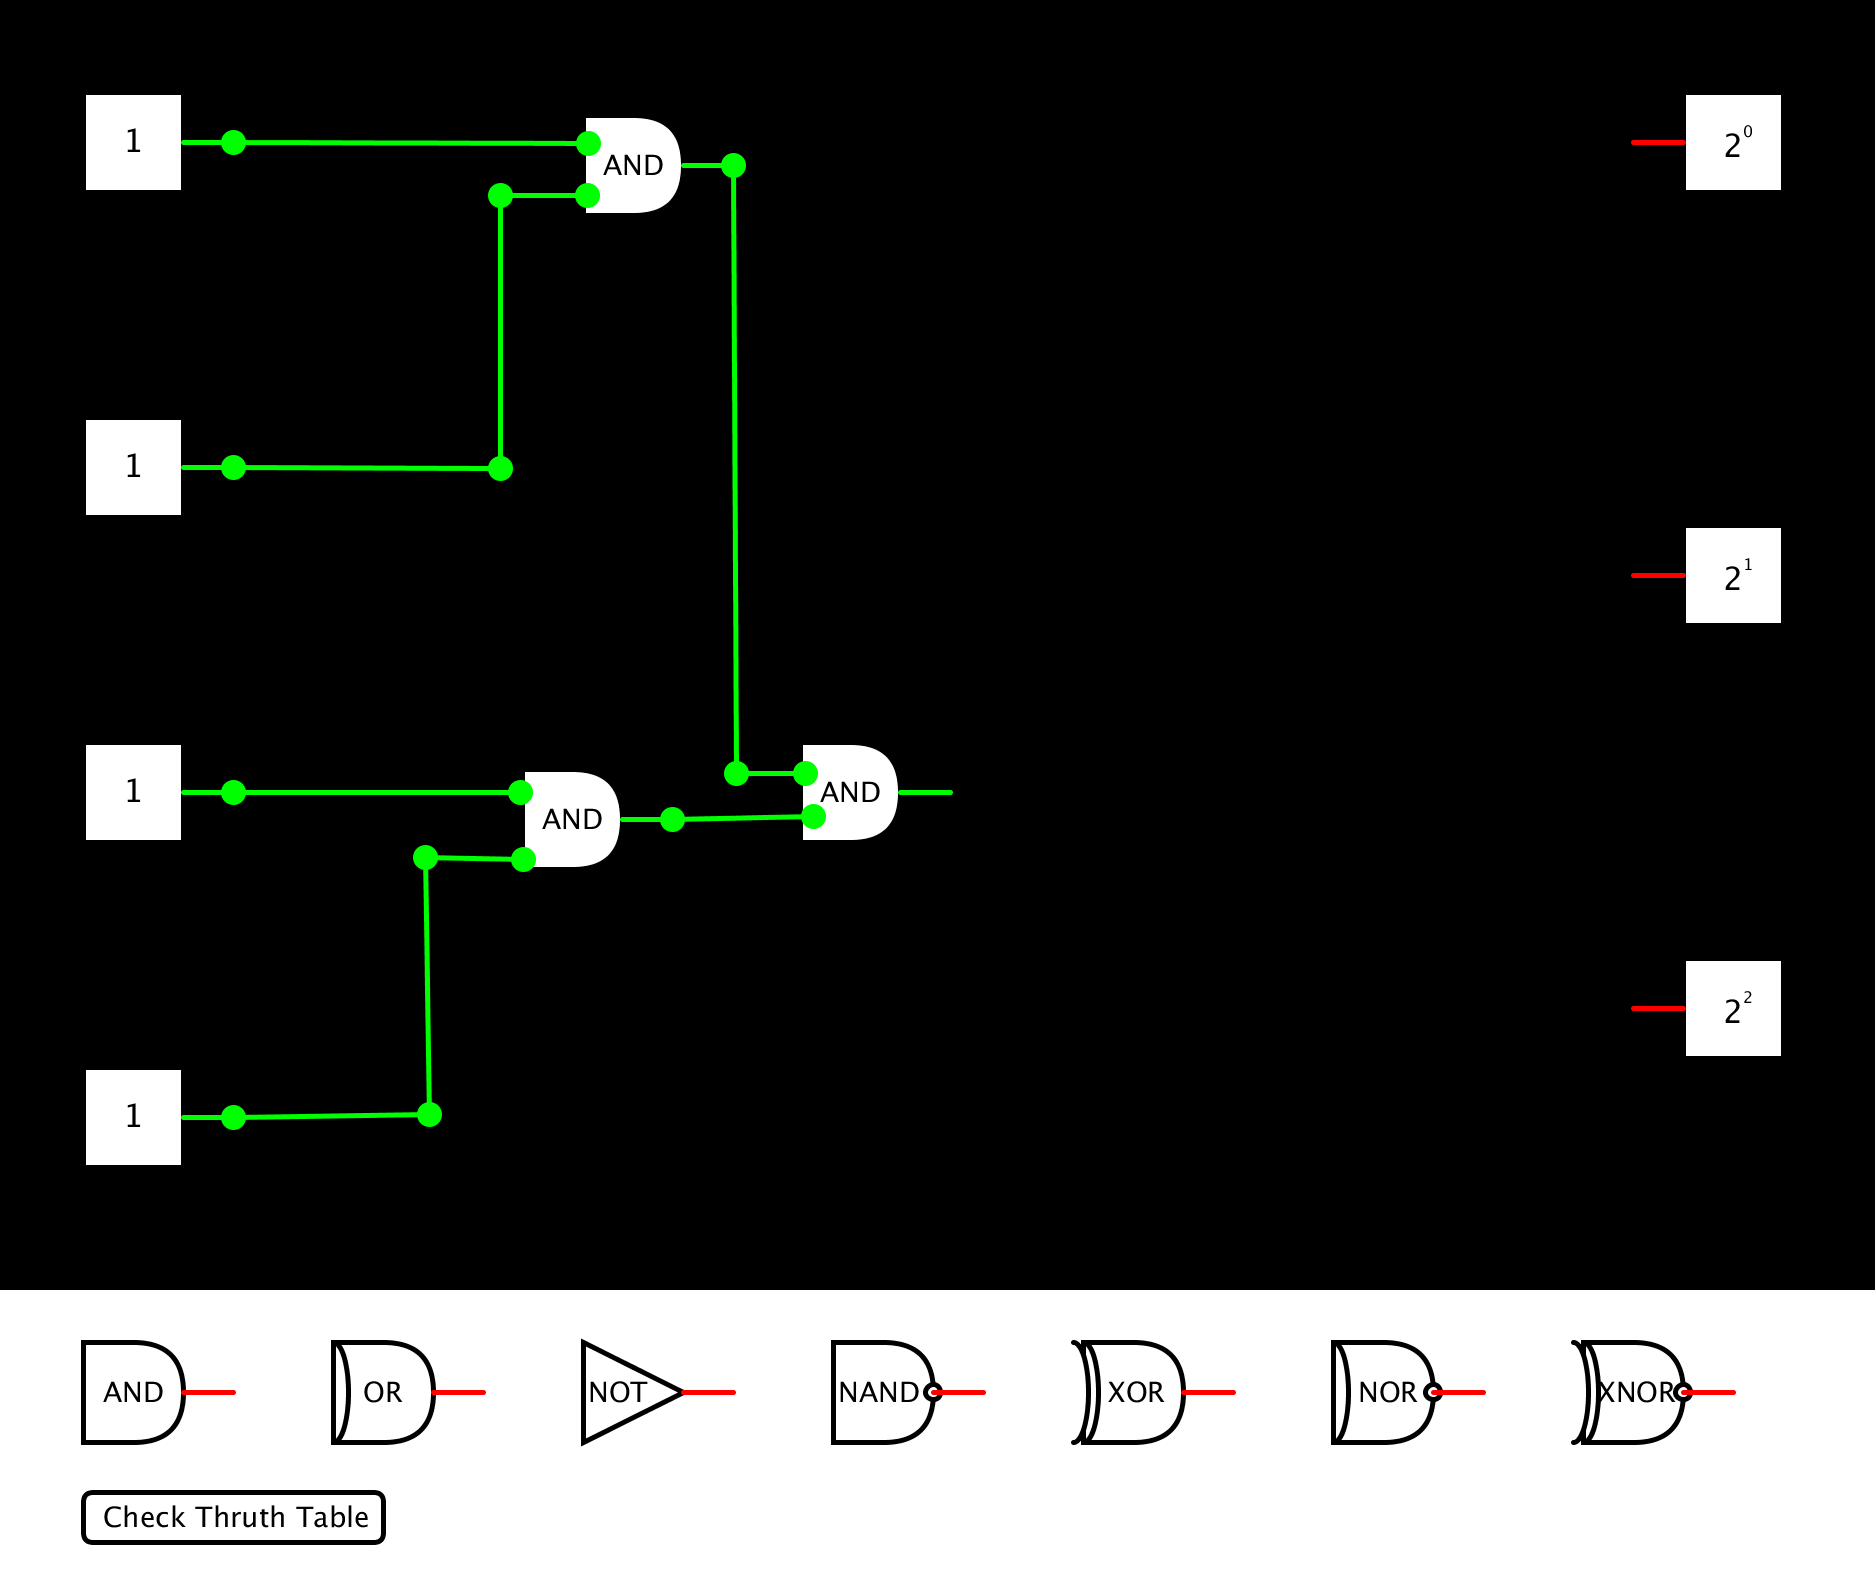 1
AND
2⁰
1
2¹
1
AND
AND
2²
1
AND
OR
NOT
NAND
XOR
NOR
XNOR
Check Thruth Table